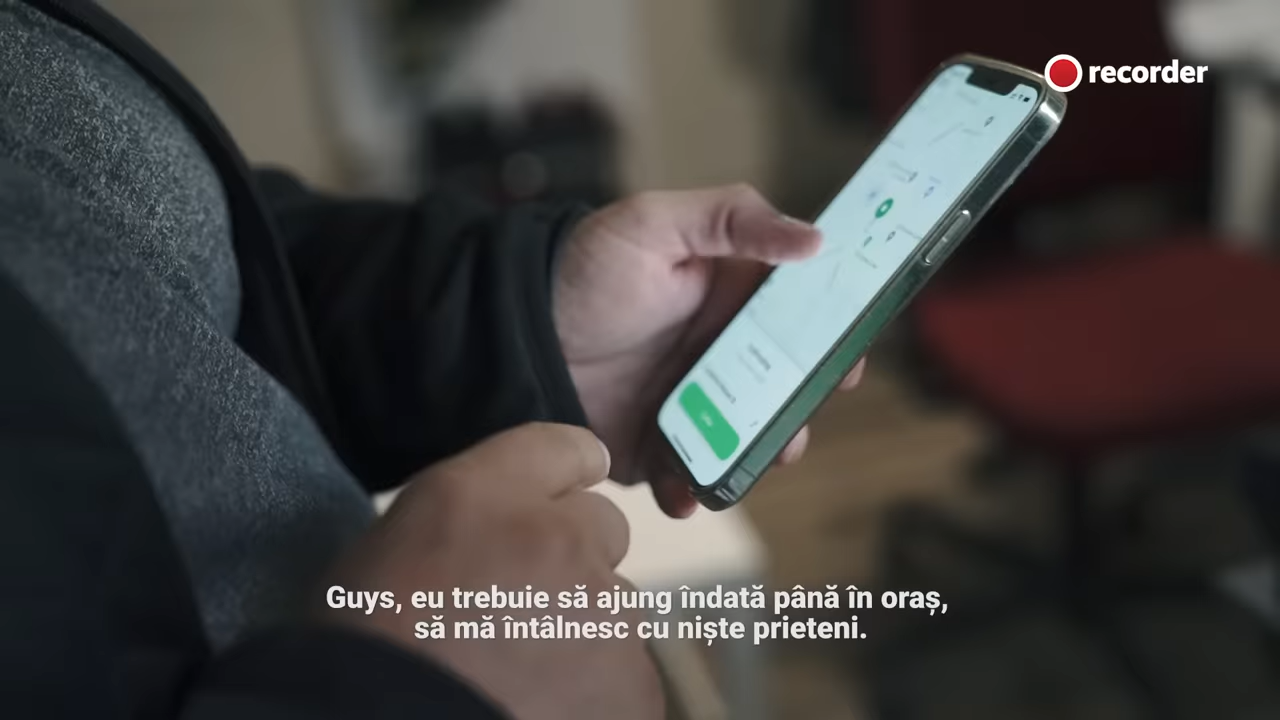 recorder
Guys, eu trebuie să ajung îndată până în oraș,
să mă întâlnesc cu niște prieteni.